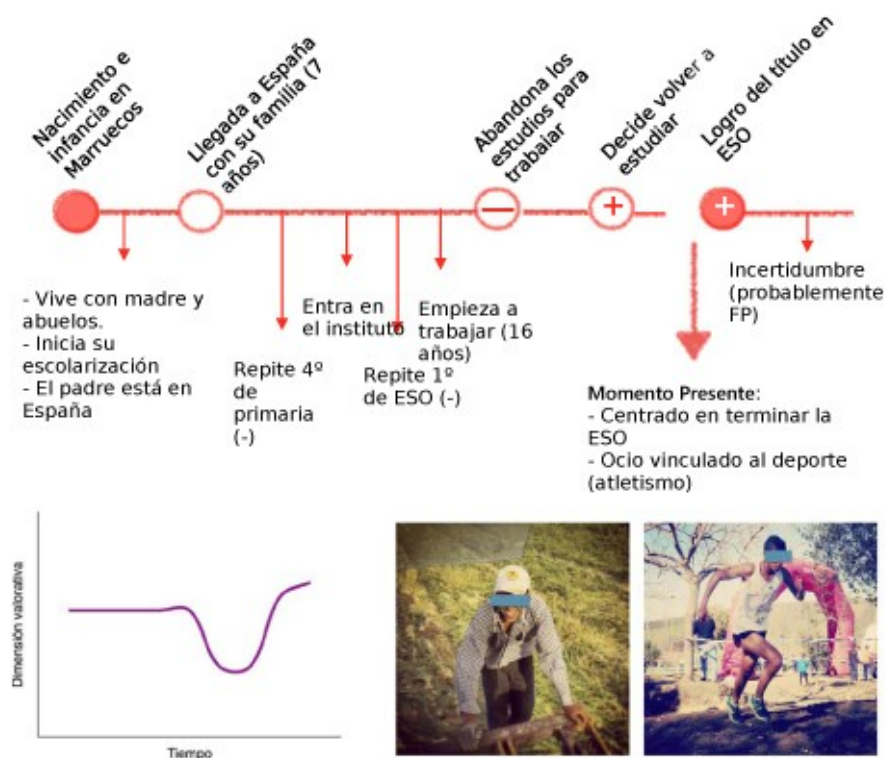 Nacimiento e
infancia en
Marruecos
Llegada a España
con su familia (7
años)
Abandona los
estudios para
trabaiar
Decide volver a
estudiar
Logro del título en
ESO
- Vive con madre y
abuelos.
- Inicia su
escolarización
- El padre está en
España
Repite 4º
de
primaria
(-)
Entra en
el instituto
Repite 1º
de ESO (-)
Empieza a
trabajar (16
años)
Momento Presente:
- Centrado en terminar la
ESO
- Ocio vinculado al deporte
(atletismo)
Incertidumbre
(probablemente
FP)
Dimensión valorativa
Tiempo